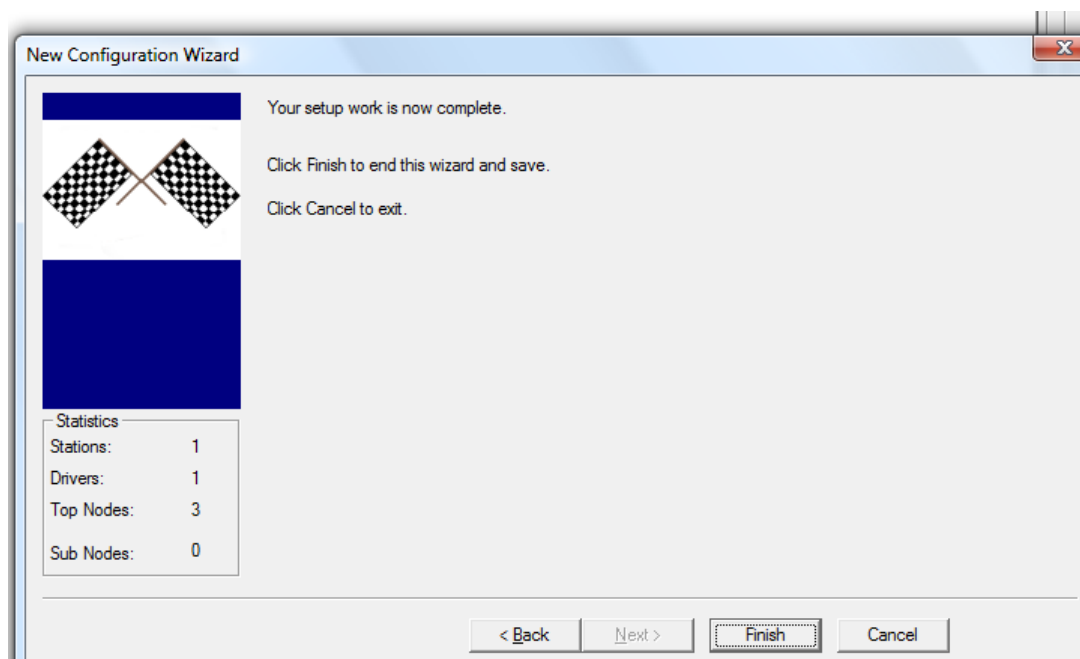 New Configuration Wizard
X
Your setup work is now complete.
Click Finish to end this wizard and save.
Click Cancel to exit.
Statistics
Stations: 1
Drivers: 1
Top Nodes: 3
Sub Nodes: 0
< Back Next > Finish Cancel